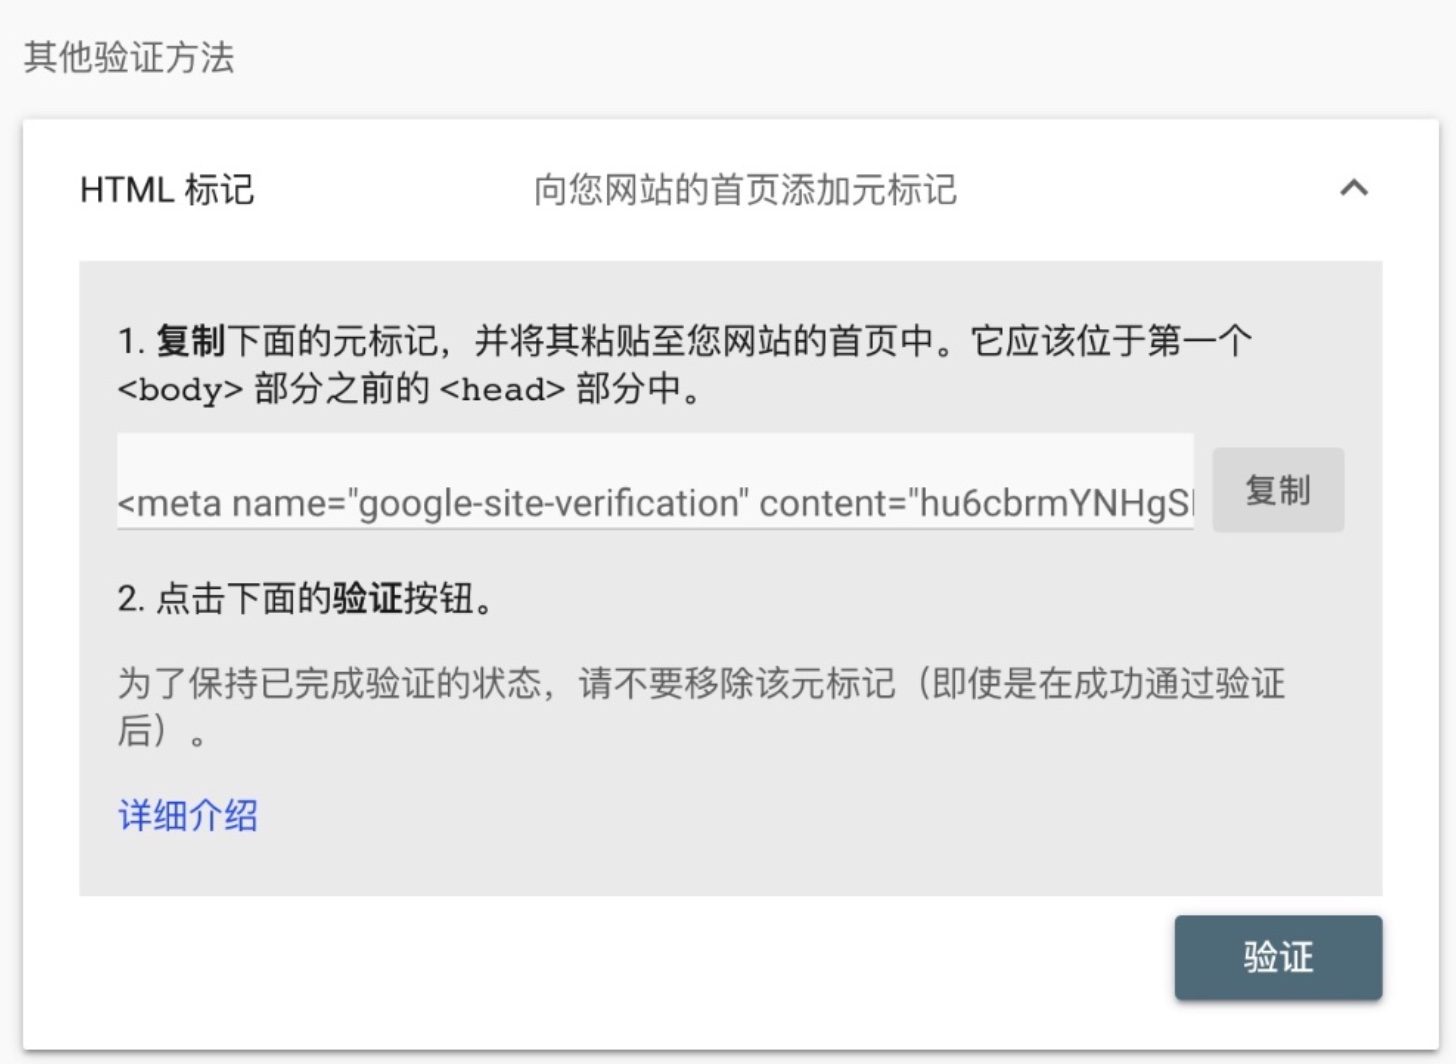 其他验证方法
HTML 标记 向您网站的首页添加元标记
1. 复制下面的元标记，并将其粘贴至您网站的首页中。它应该位于第一个
<body> 部分之前的 <head> 部分中。
<meta name="google-site-verification" content="hu6cbrmYNHgS
复制
2. 点击下面的验证按钮。
为了保持已完成验证的状态，请不要移除该元标记（即使是在成功通过验证
后）。
详细介绍
验证